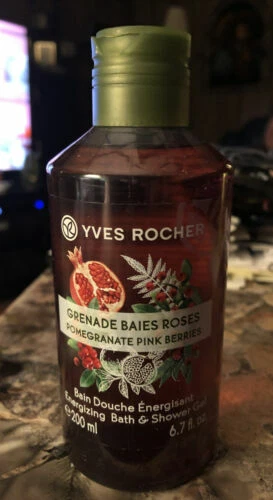 YVES ROCHER
GRENADE BAIES ROSES
POMEGRANATE PINK BERRIES
Bain Douche Énergisant
Energizing Bath & Shower Gel
e 200 ml 6.7 fl.